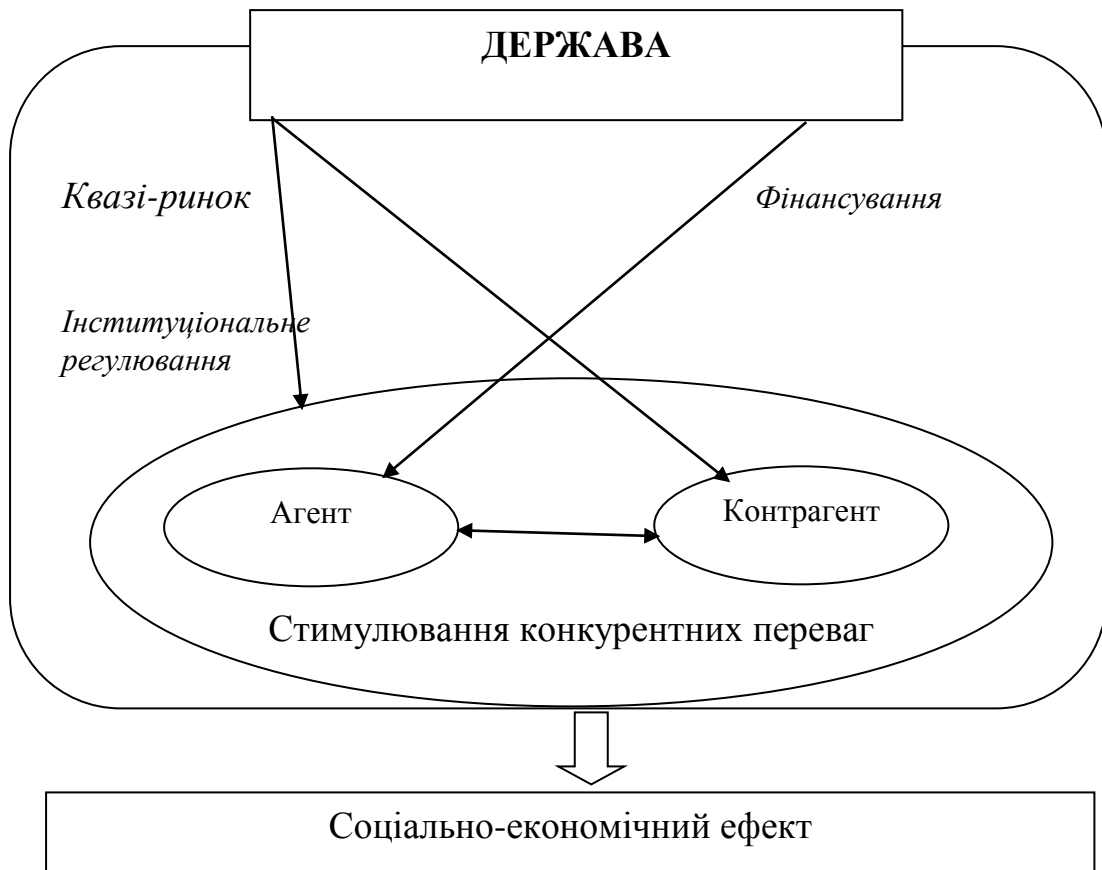 ДЕРЖАВА
Квазі-ринок
Фінансування
Інституціональне
регулювання
Агент
Контрагент
Стимулювання конкурентних переваг
Соціально-економічний ефект